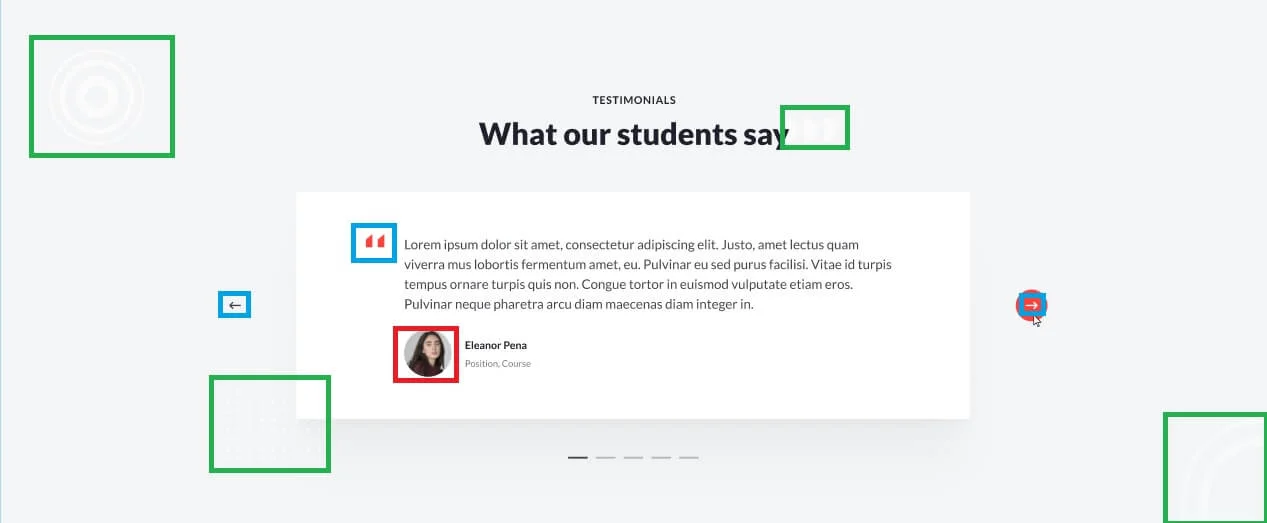 TESTIMONIALS
What our students say
“ Lorem ipsum dolor sit amet, consectetur adipiscing elit. Justo, amet lectus quam
viverra mus lobortis fermentum amet, eu. Pulvinar eu sed purus facilisi. Vitae id turpis
tempus ornare turpis quis non. Congue tortor in euismod vulputate etiam eros.
Pulvinar neque pharetra arcu diam maecenas diam integer in.
Eleanor Pena
Position, Course